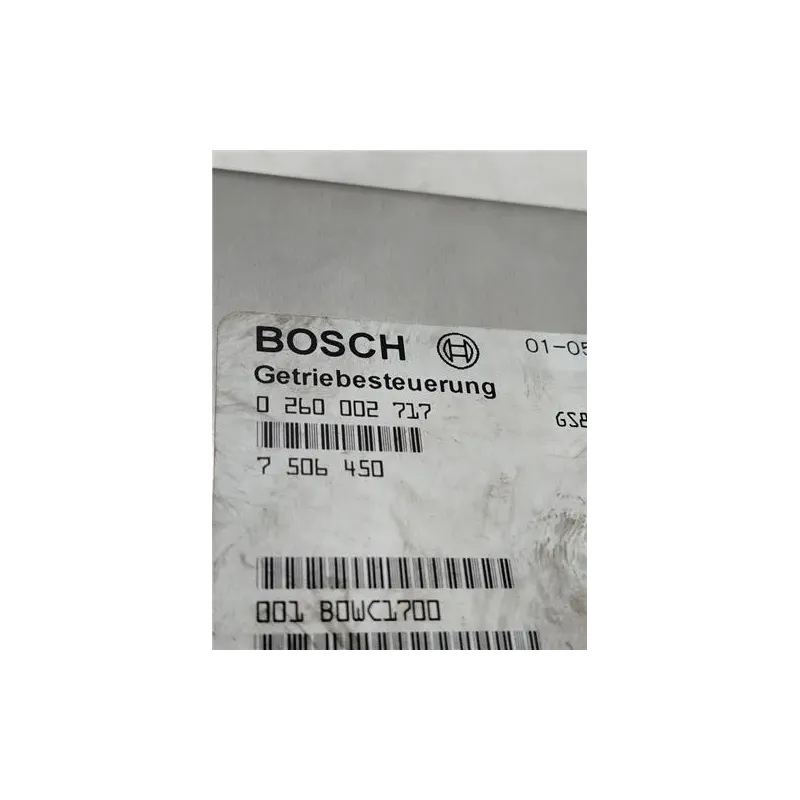 BOSCH 01-05
Getriebesteuerung
0 260 002 717 GS8
7 506 450
001 B0WC1700